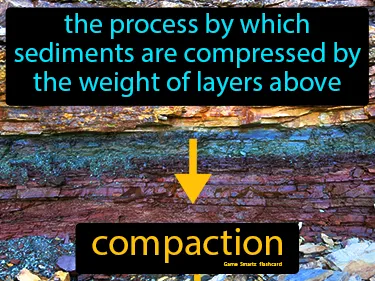 the process by which
sediments are compressed by
the weight of layers above
compaction
Game Smartz flashcard